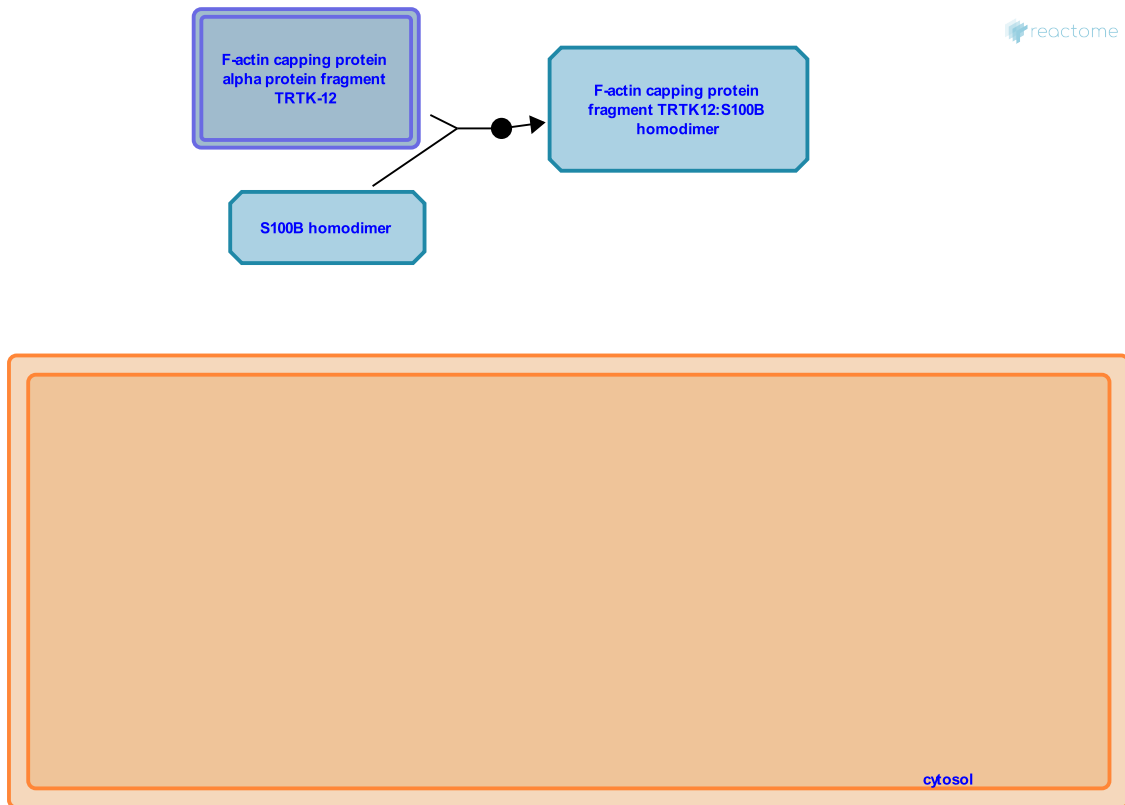 F-actin capping protein
alpha protein fragment
TRTK-12
reactome
F-actin capping protein
fragment TRTK12:S100B
homodimer
S100B homodimer
cytosol